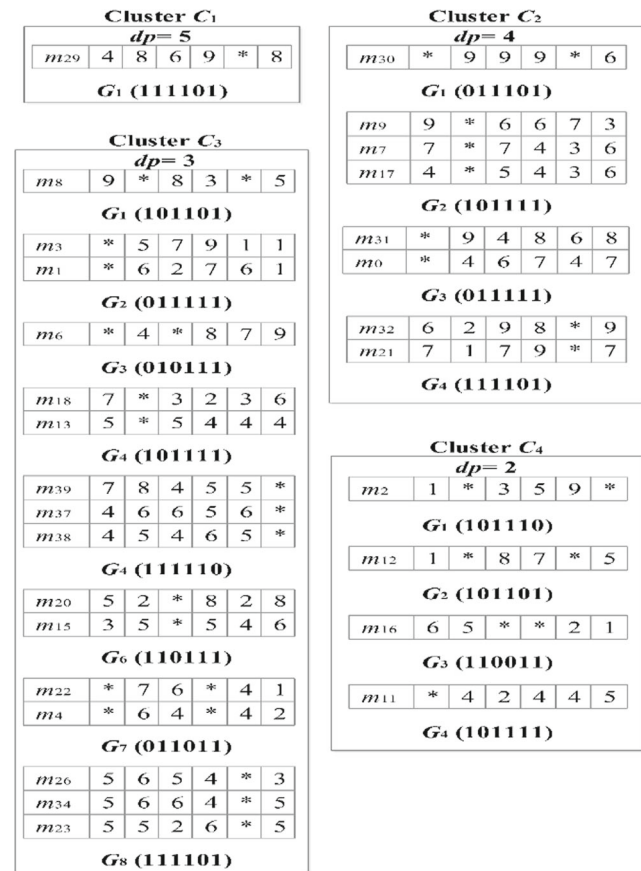 Cluster C1
dp= 5
m29 4 8 6 9 * 8
G1 (111101)
Cluster C3
dp= 3
m8 9 * 8 3 * 5
G1 (101101)
m3 * 5 7 9 1 1
m1 * 6 2 7 6 1
G2 (011111)
m6 * 4 * 8 7 9
G3 (010111)
m18 7 * 3 2 3 6
m13 5 * 5 4 4 4
G4 (101111)
m39 7 8 4 5 5 *
m37 4 6 6 5 6 *
m38 4 5 4 6 5 *
G4 (111110)
m20 5 2 * 8 2 8
m15 3 5 * 5 4 6
G6 (110111)
m22 * 7 6 * 4 1
m4 * 6 4 * 4 2
G7 (011011)
m26 5 6 5 4 * 3
m34 5 6 6 4 * 5
m23 5 5 2 6 * 5
G8 (111101)
Cluster C2
dp= 4
m30 * 9 9 9 * 6
G1 (011101)
m9 9 * 6 6 7 3
m7 7 * 7 4 3 6
m17 4 * 5 4 3 6
G2 (101111)
m31 * 9 4 8 6 8
m0 * 4 6 7 4 7
G3 (011111)
m32 6 2 9 8 * 9
m21 7 1 7 9 * 7
G4 (111101)
Cluster C4
dp= 2
m2 1 * 3 5 9 *
G1 (101110)
m12 1 * 8 7 * 5
G2 (101101)
m16 6 5 * * 2 1
G3 (110011)
m11 * 4 2 4 4 5
G4 (101111)